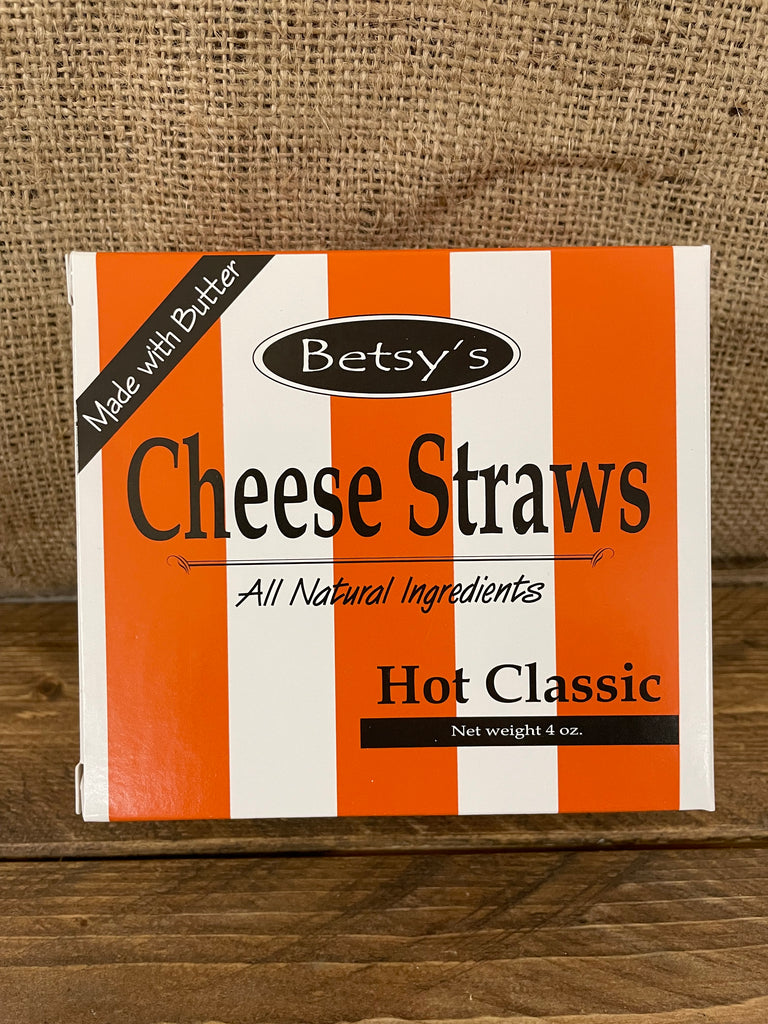 Made with Butter
Betsy's
Cheese Straws
All Natural Ingredients
Hot Classic
Net weight 4 oz.